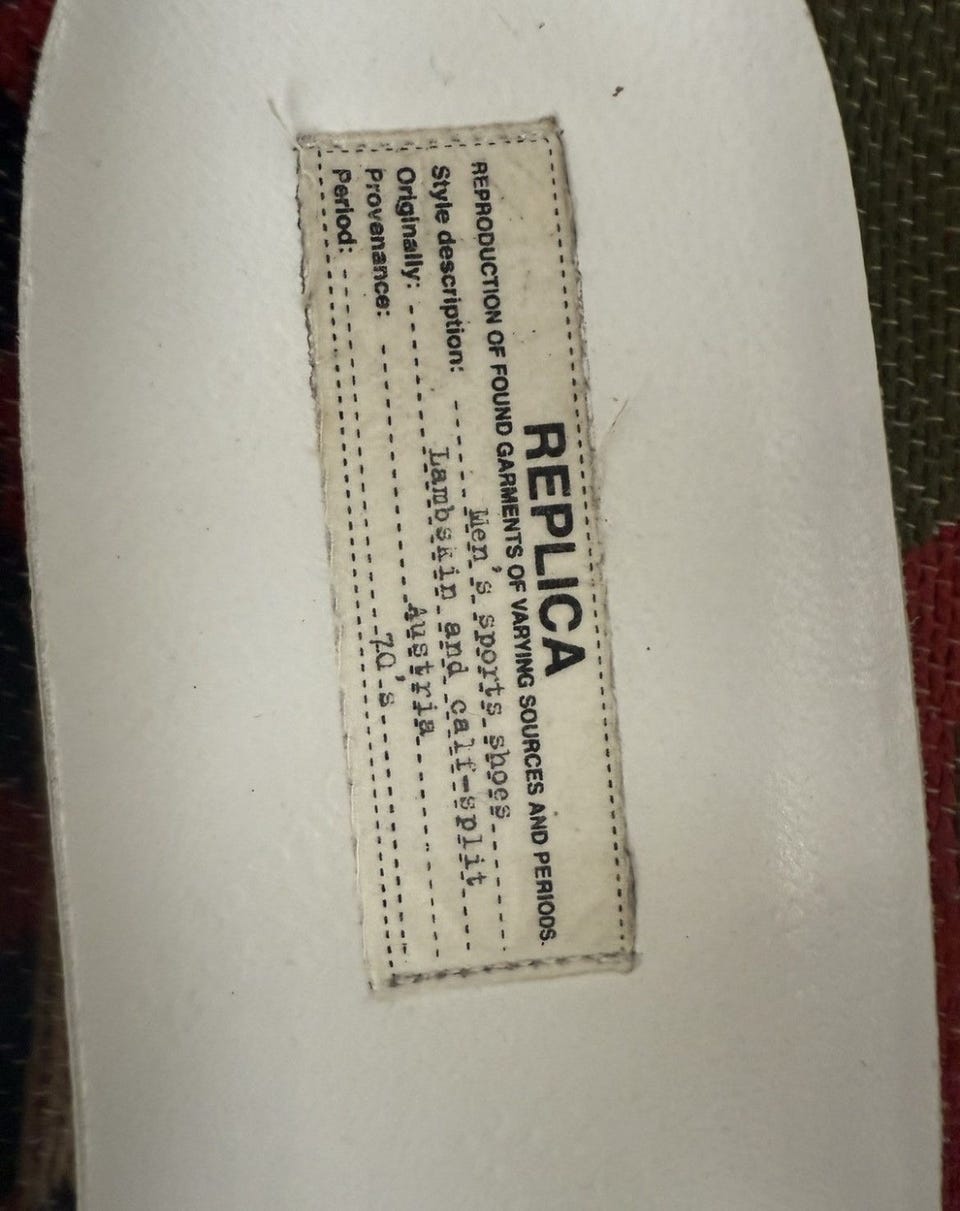 REPLICA
REPRODUCTION OF FOUND GARMENTS OF VARYING SOURCES AND PERIODS.
Style description: Men's sports shoes
Originally: Lambskin and calf-split
Provenance: Austria
Period: 70's